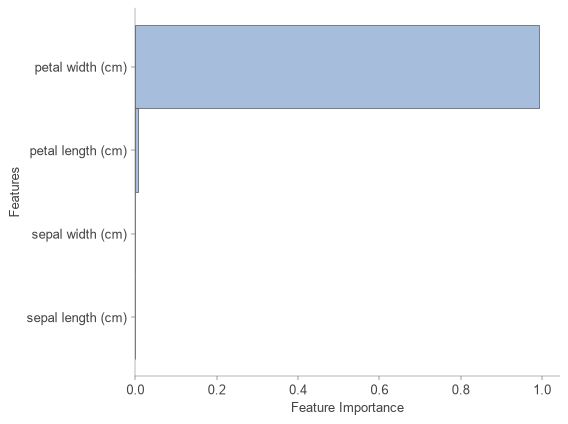 petal width (cm)
petal length (cm)
sepal width (cm)
sepal length (cm)
Features
0.0 0.2 0.4 0.6 0.8 1.0
Feature Importance